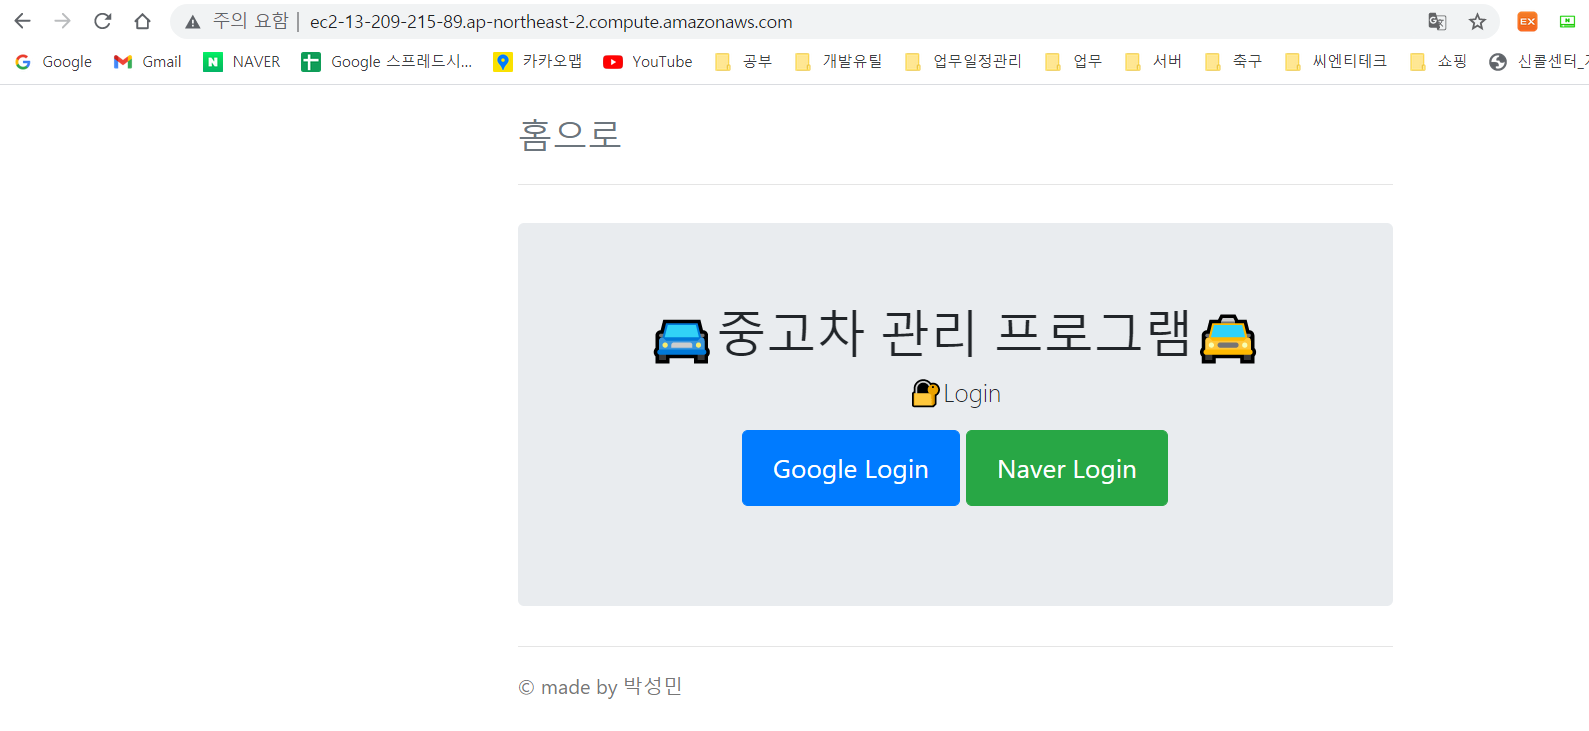 주의 요함 | ec2-13-209-215-89.ap-northeast-2.compute.amazonaws.com
Google Gmail NAVER Google 스프레드시... 카카오맵 YouTube 공부 개발유틸 업무일정관리 업무 서버 축구 씨엔티테크 쇼핑 신콜센터_
홈으로
중고차 관리 프로그램
Login
Google Login Naver Login
© made by 박성민